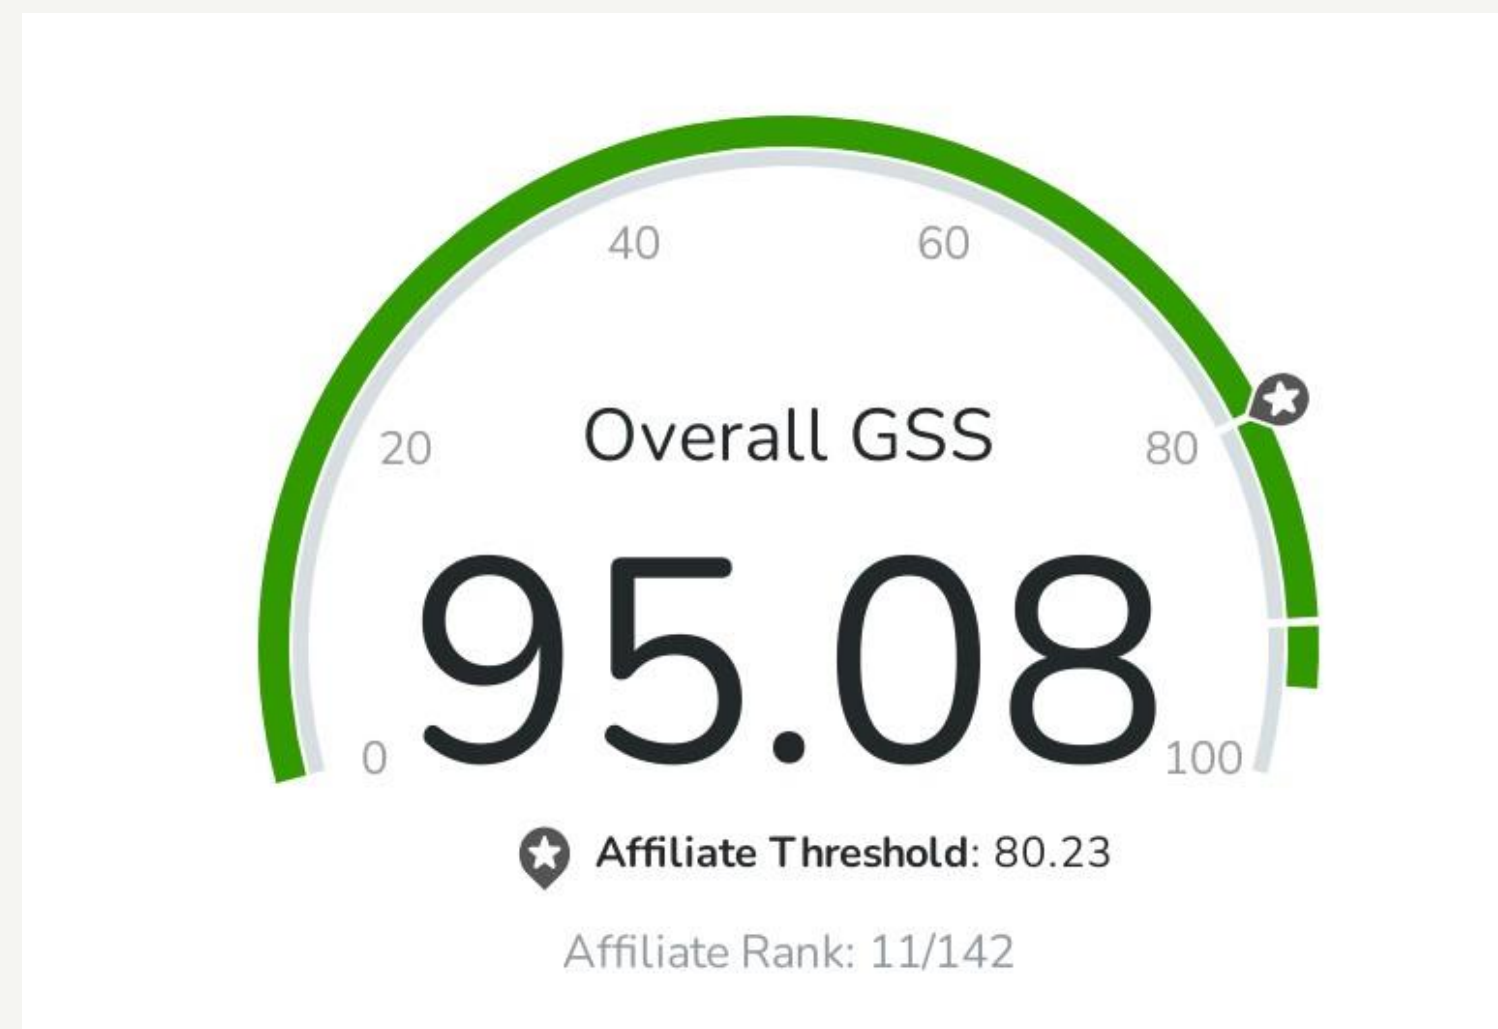 40 60
Overall GSS
20 80
95.08
0 100
Affiliate Threshold: 80.23
Affiliate Rank: 11/142